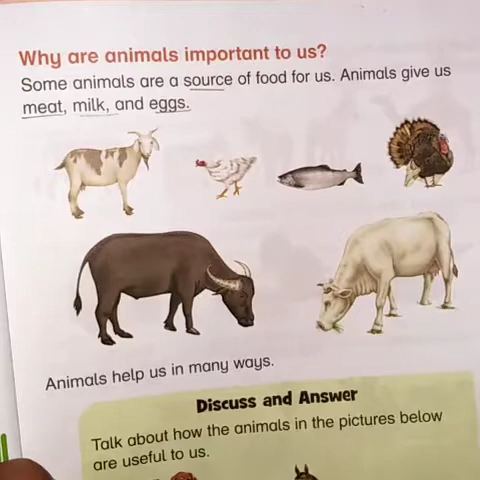 Why are animals important to us?
Some animals are a source of food for us. Animals give us
meat, milk, and eggs.
Animals help us in many ways.
Discuss and Answer
Talk about how the animals in the pictures below
are useful to us.